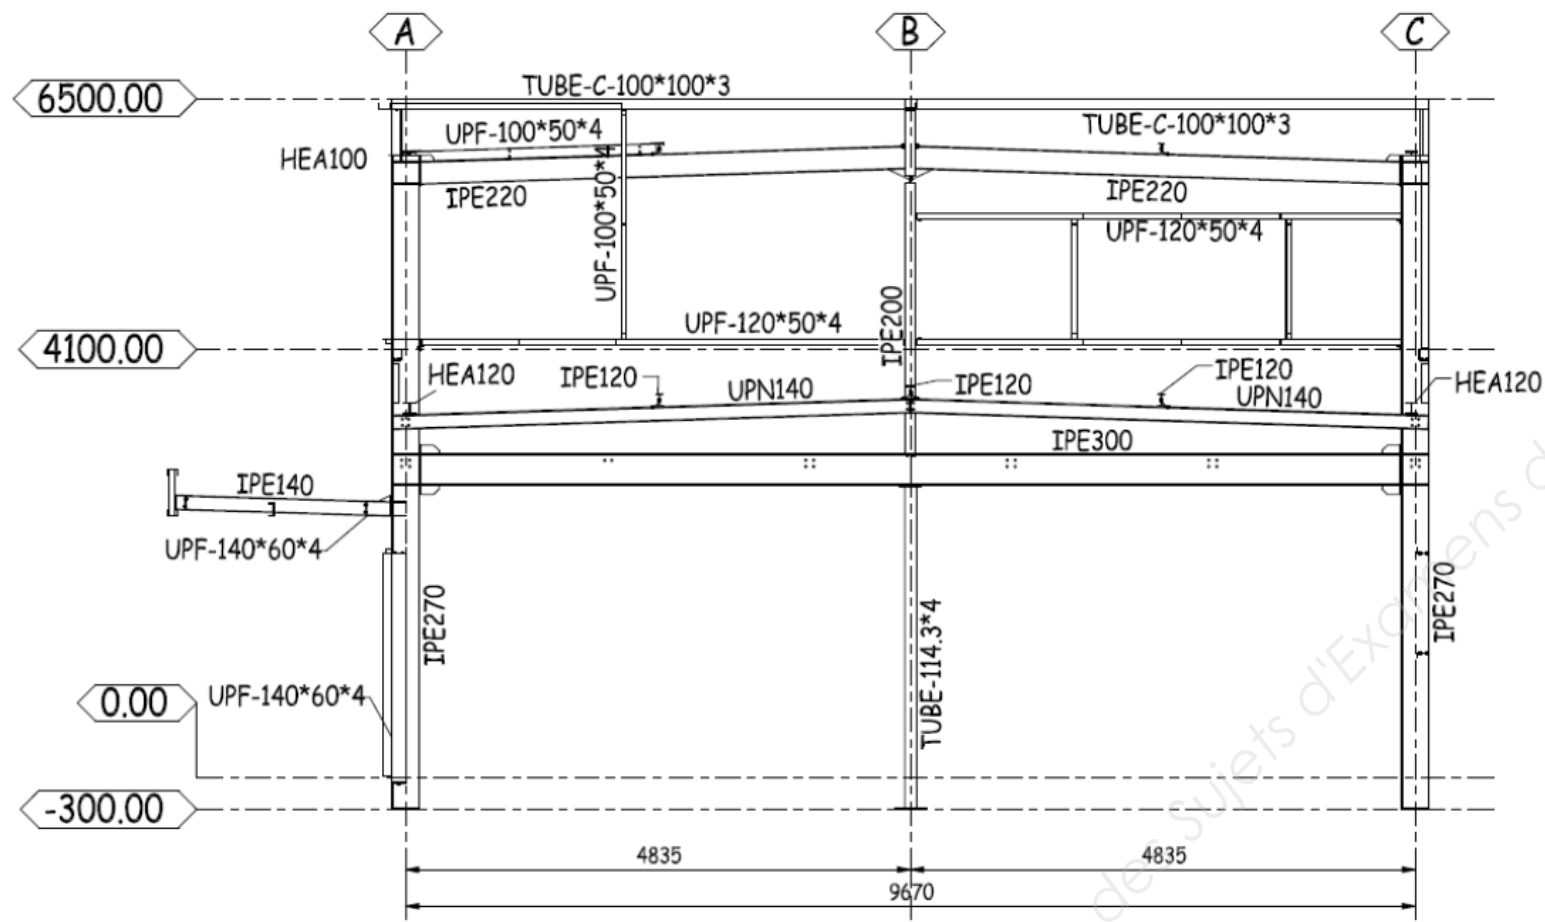 A
B
C
6500.00
TUBE-C-100*100*3
UPF-100*50*4
TUBE-C-100*100*3
HEA100
UPF-100*50*4
IPE220
IPE220
UPF-120*50*4
UPF-120*50*4
IPE200
4100.00
HEA120
IPE120
UPN140
IPE120
IPE120
UPN140
HEA120
IPE300
IPE140
UPF-140*60*4
IPE270
TUBE-114.3*4
IPE270
UPF-140*60*4
0.00
-300.00
4835
4835
9670
des Sujets d'Examens d